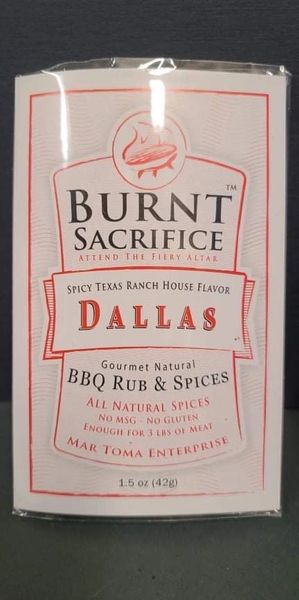 BURNT™
SACRIFICE
ATTEND THE FIERY ALTAR
SPICY TEXAS RANCH HOUSE FLAVOR
DALLAS
Gourmet Natural
BBQ RUB & SPICES
ALL NATURAL SPICES
NO MSG - NO GLUTEN
ENOUGH FOR 3 LBS OF MEAT
MAR TOMA ENTERPRISE
1.5 oz (42g)